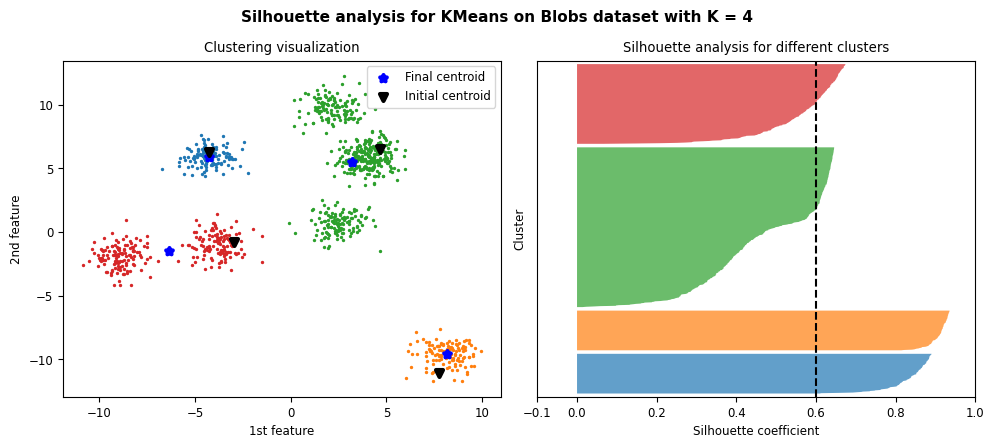 Silhouette analysis for KMeans on Blobs dataset with K = 4
Clustering visualization
Final centroid
Initial centroid
10
5
0
−5
−10
2nd feature
−10
−5
0
5
10
1st feature
Silhouette analysis for different clusters
Cluster
−0.1
0.0
0.2
0.4
0.6
0.8
1.0
Silhouette coefficient